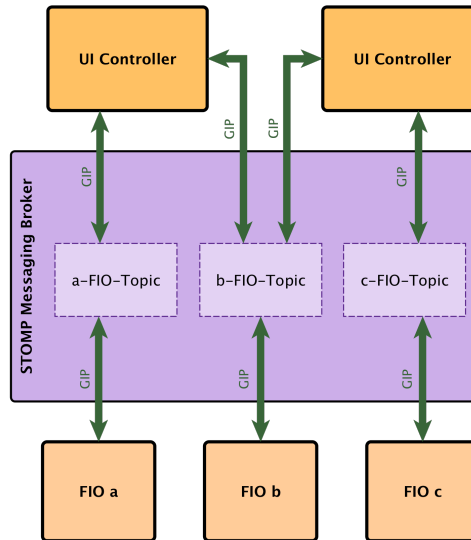 UI Controller
UI Controller
GIP
GIP
GIP
GIP
STOMP Messaging Broker
a-FIO-Topic
b-FIO-Topic
c-FIO-Topic
GIP
GIP
GIP
FIO a
FIO b
FIO c